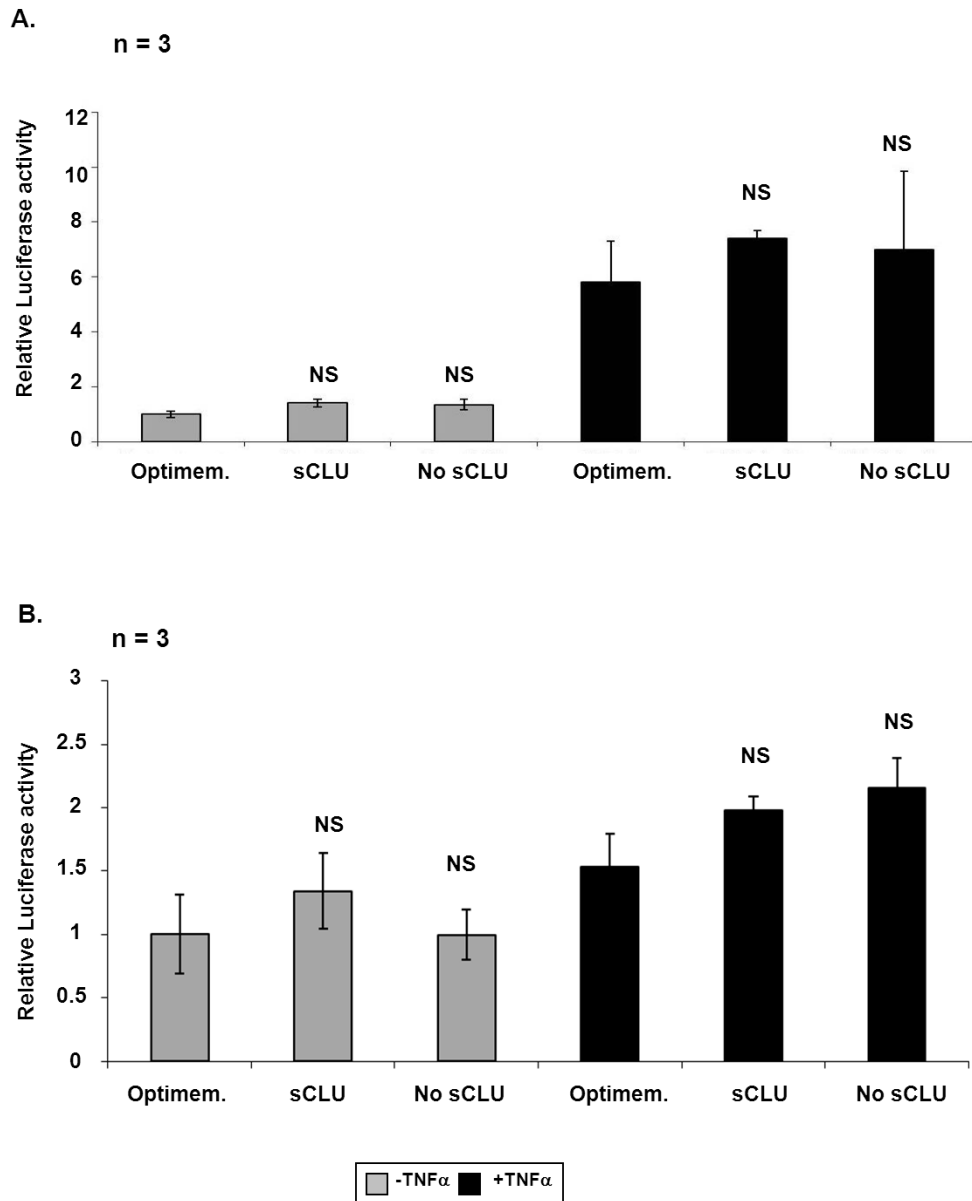 A.
n = 3
Relative Luciferase activity
12
10
8
6
4
2
0
NS
NS
NS
NS
Optimem.
sCLU
No sCLU
Optimem.
sCLU
No sCLU
B.
n = 3
Relative Luciferase activity
3
2.5
2
1.5
1
0.5
0
NS
NS
NS
NS
Optimem.
sCLU
No sCLU
Optimem.
sCLU
No sCLU
-TNFα +TNFα